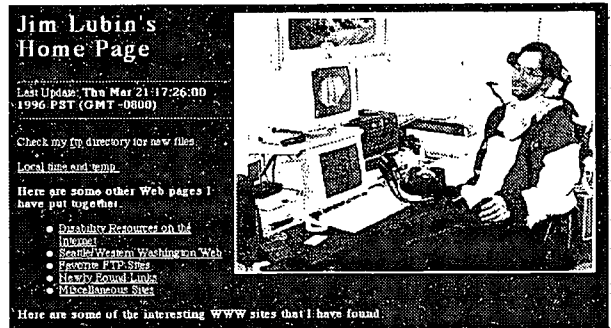 Jim Lubin's
Home Page
Last Update: Thu Mar 21 17:26:00
1996 PST (GMT -0800)
Check my ftp directory for new files.
Local time and temp.
Here are some other Web pages I
have put together.
Disability Resources on the
Internet
Seattle/Western Washington Web
Favorite FTP Sites
Newly Found Links
Miscellaneous Sites
Here are some of the interesting WWW sites that I have found.